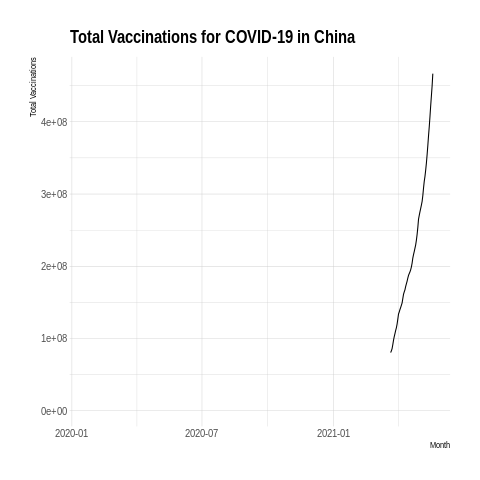 Total Vaccinations for COVID-19 in China
Total Vaccinations
4e+08
3e+08
2e+08
1e+08
0e+00
2020-01
2020-07
2021-01
Month